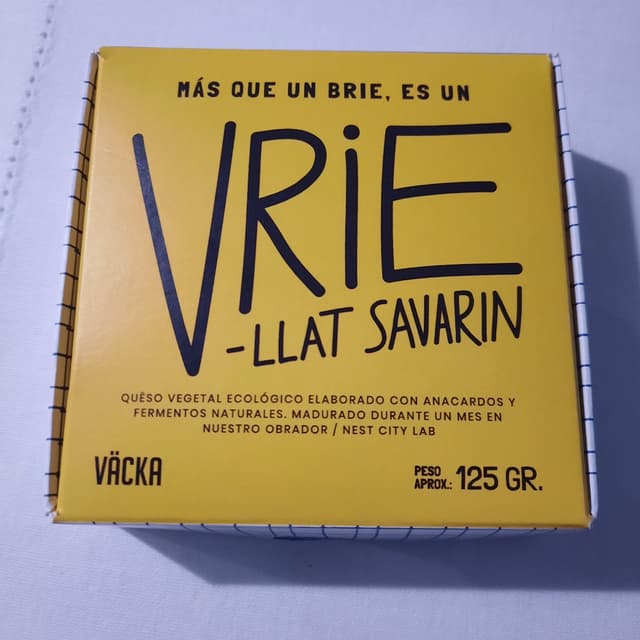 MÁS QUE UN BRIE, ES UN
VRiE
-LLAT SAVARIN
QUĒSO VEGETAL ECOLÓGICO ELABORADO CON ANACARDOS Y
FERMENTOS NATURALES. MADURADO DURANTE UN MES EN
NUESTRO OBRADOR / NEST CITY LAB
VÄCKA
PESO
APROX.: 125 GR.